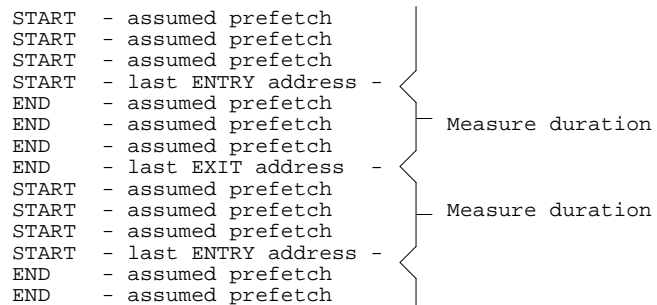 START - assumed prefetch
START - assumed prefetch
START - assumed prefetch
START - last ENTRY address -
END - assumed prefetch
END - assumed prefetch Measure duration
END - assumed prefetch
END - last EXIT address -
START - assumed prefetch
START - assumed prefetch Measure duration
START - assumed prefetch
START - last ENTRY address -
END - assumed prefetch
END - assumed prefetch